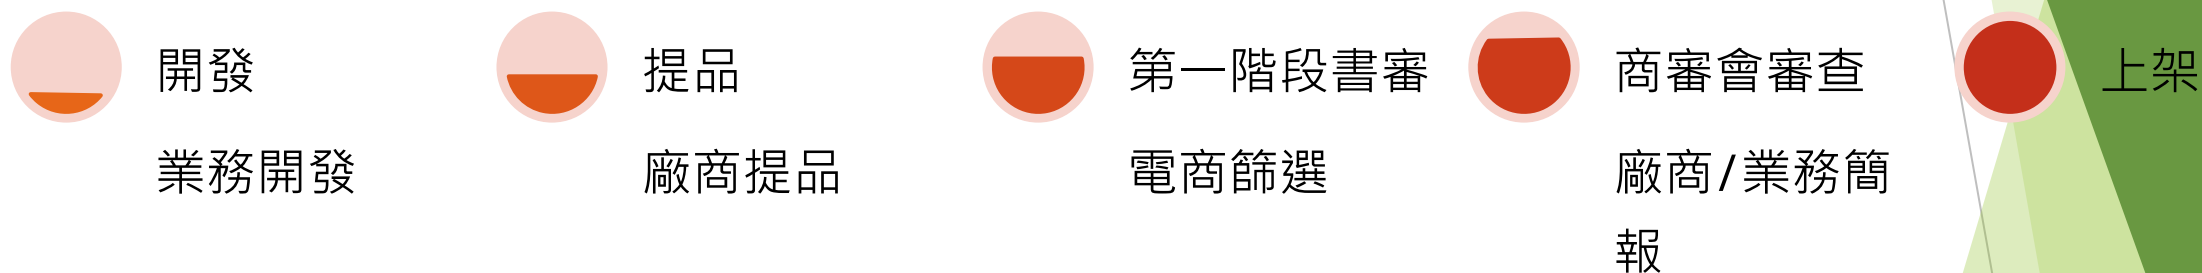 開發
業務開發
提品
廠商提品
第一階段書審
電商篩選
商審會審查
廠商/業務簡
報
上架